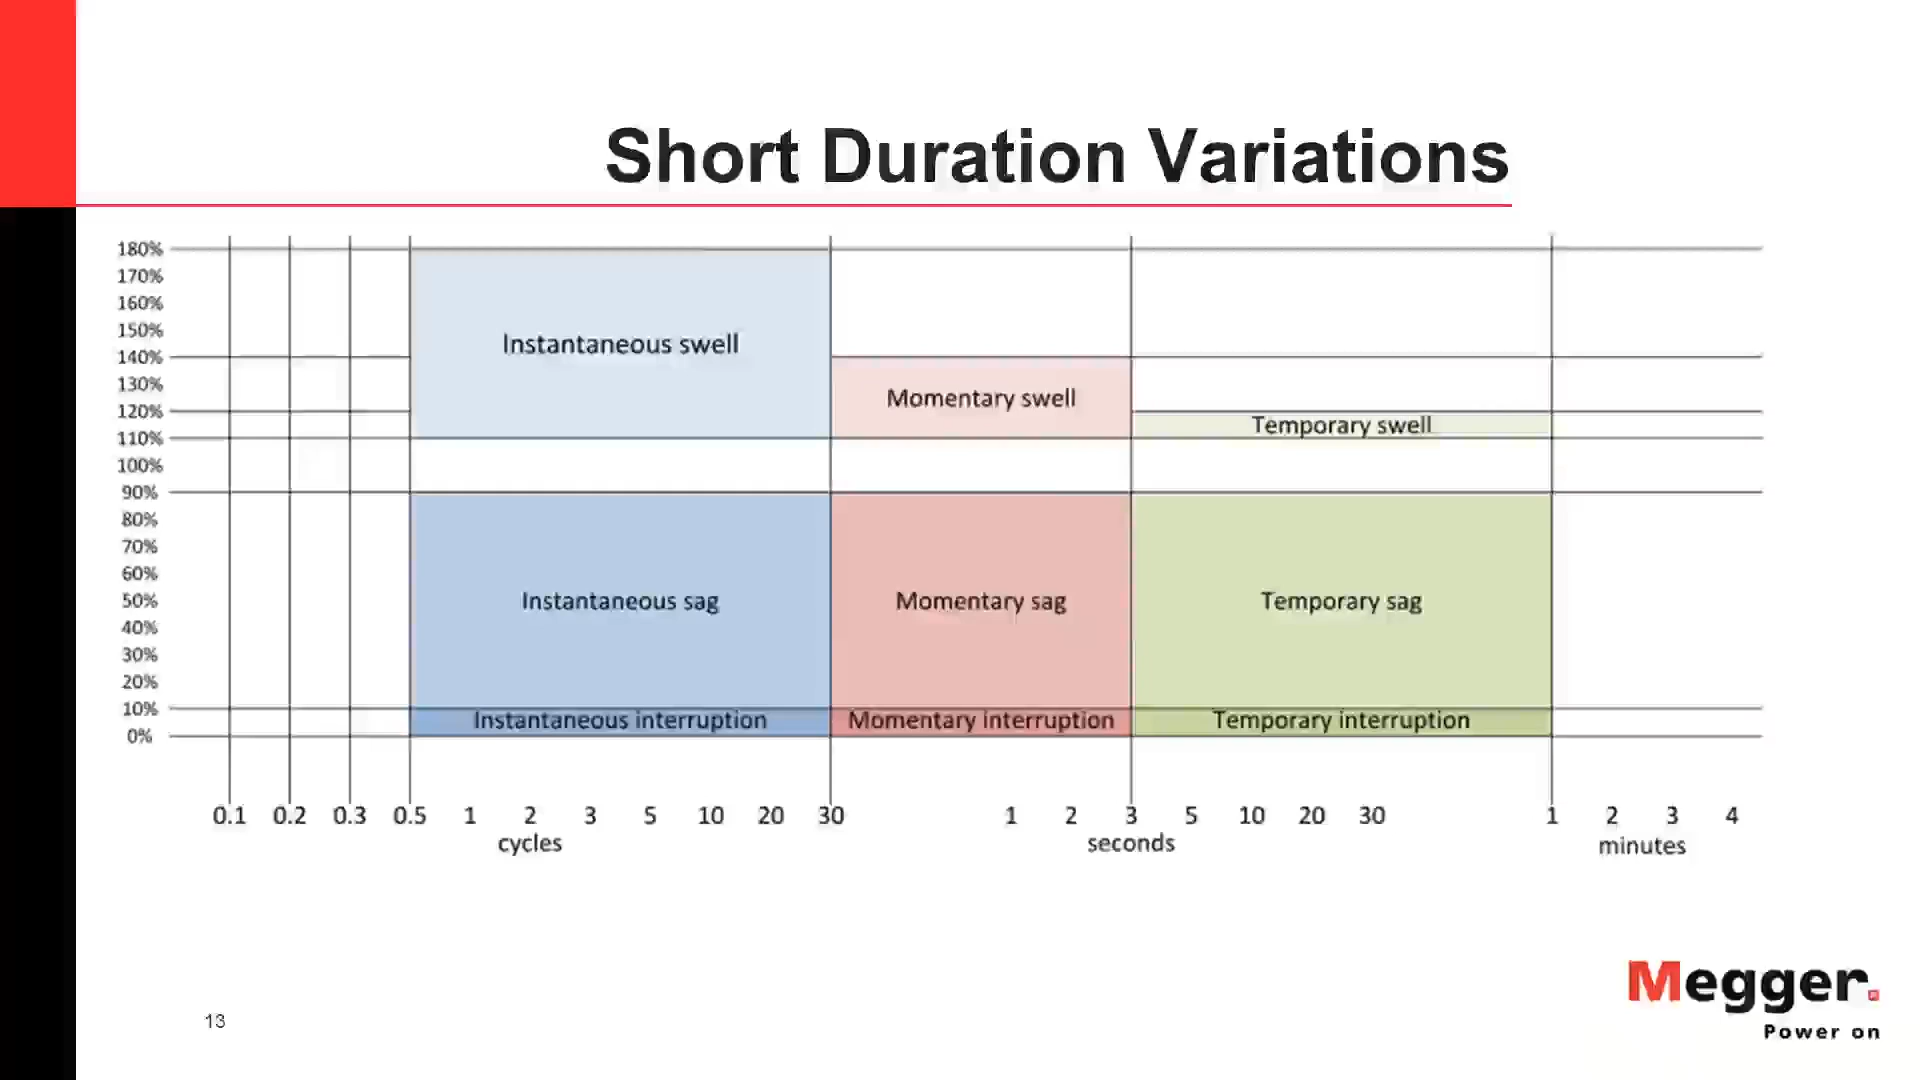 Short Duration Variations
180%
170%
160%
150%
140%
130%
120%
110%
100%
90%
80%
70%
60%
50%
40%
30%
20%
10%
0%
Instantaneous swell
Momentary swell
Temporary swell
Instantaneous sag Momentary sag Temporary sag
Instantaneous interruption Momentary interruption Temporary interruption
0.1 0.2 0.3 0.5 1 2 3 5 10 20 30 1 2 3 5 10 20 30 1 2 3 4
cycles seconds minutes
Megger.
Power on
13